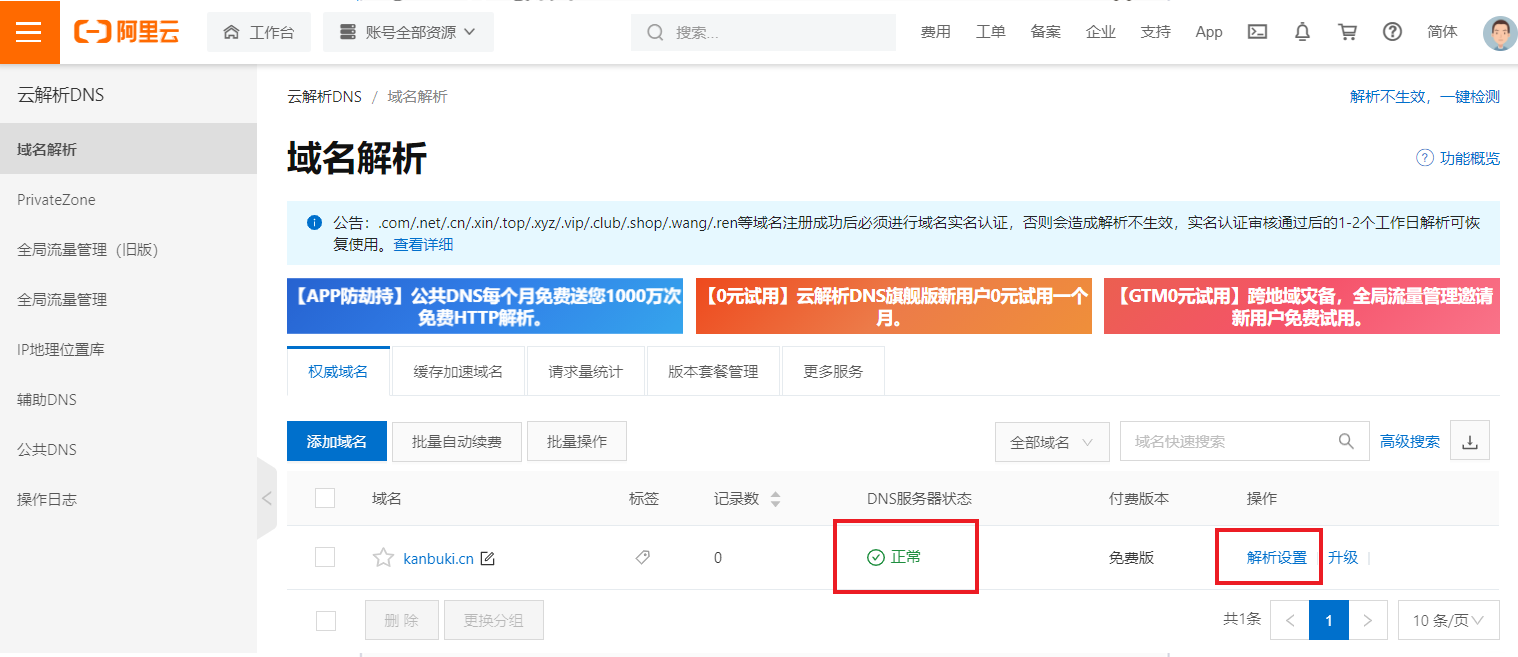 阿里云 工作台 账号全部资源 搜索... 费用 工单 备案 企业 支持 App 简体
云解析DNS
域名解析
PrivateZone
全局流量管理（旧版）
全局流量管理
IP地理位置库
辅助DNS
公共DNS
操作日志
云解析DNS / 域名解析 解析不生效，一键检测
域名解析 功能概览
公告：.com/.net/.cn/.xin/.top/.xyz/.vip/.club/.shop/.wang/.ren等域名注册成功后必须进行域名实名认证，否则会造成解析不生效，实名认证审核通过后的1-2个工作日解析可恢
复使用。查看详细
【APP防劫持】公共DNS每个月免费送您1000万次
免费HTTP解析。
【0元试用】云解析DNS旗舰版新用户0元试用一个
月。
【GTM0元试用】跨地域灾备，全局流量管理邀请
新用户免费试用。
权威域名 缓存加速域名 请求量统计 版本套餐管理 更多服务
添加域名 批量自动续费 批量操作 全部域名 域名快速搜索 高级搜索
域名 标签 记录数 DNS服务器状态 付费版本 操作
kanbuki.cn 0 正常 免费版 解析设置 升级
删除 更换分组 共1条 < 1 > 10 条/页